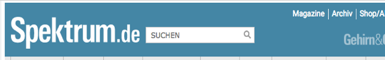 Magazine | Archiv | Shop/A
Spektrum.de
SUCHEN
Gehirn&